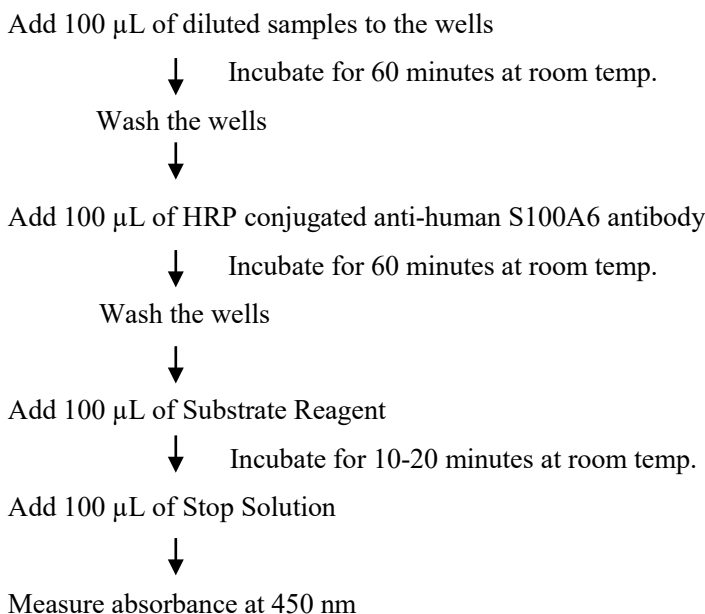 Add 100 µL of diluted samples to the wells
Incubate for 60 minutes at room temp.
Wash the wells
Add 100 µL of HRP conjugated anti-human S100A6 antibody
Incubate for 60 minutes at room temp.
Wash the wells
Add 100 µL of Substrate Reagent
Incubate for 10-20 minutes at room temp.
Add 100 µL of Stop Solution
Measure absorbance at 450 nm